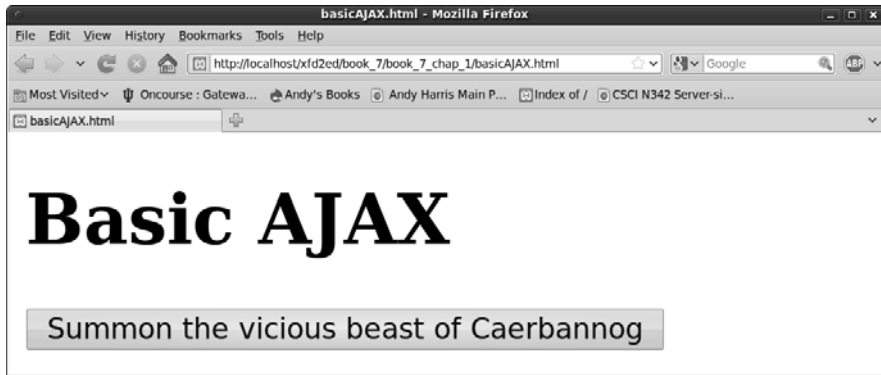 basicAJAX.html - Mozilla Firefox
File Edit View History Bookmarks Tools Help
http://localhost/xfd2ed/book_7/book_7_chap_1/basicAJAX.html Google ABP
Most Visited Oncourse : Gatewa... Andy's Books Andy Harris Main P... Index of / CSCI N342 Server-si...
basicAJAX.html
Basic AJAX
Summon the vicious beast of Caerbannog